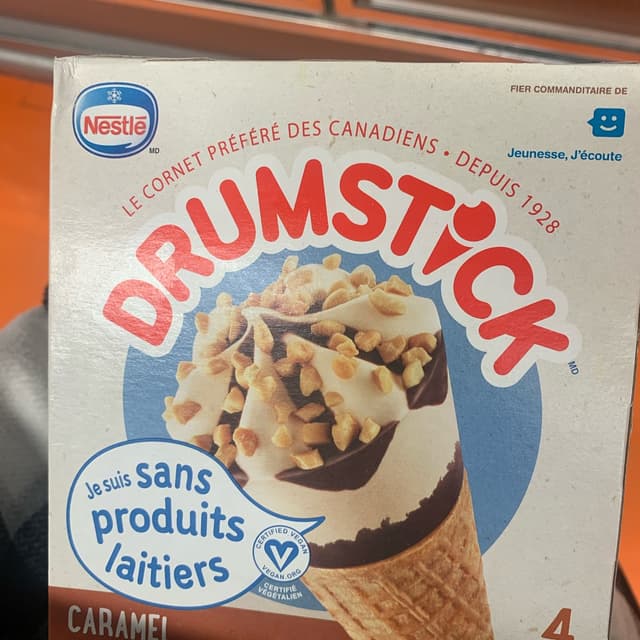 Nestlé
MD
FIER COMMANDITAIRE DE
Jeunesse, J'écoute
LE CORNET PRÉFÉRÉ DES CANADIENS • DEPUIS 1928
DRUMSTICK
MD
Je suis sans
produits
laitiers
CERTIFIED VEGAN
VEGAN.ORG
CERTIFIÉ
VÉGÉTALIEN
CARAMEL
4